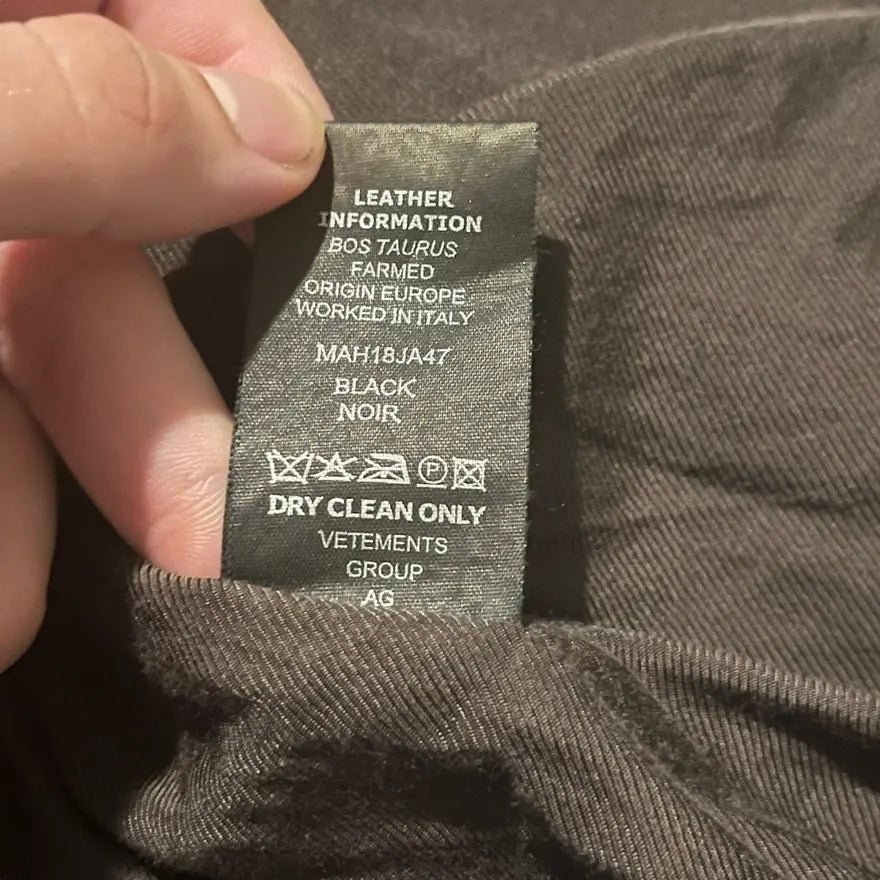 LEATHER
INFORMATION
BOS TAURUS
FARMED
ORIGIN EUROPE
WORKED IN ITALY
MAH18JA47
BLACK
NOIR
P
DRY CLEAN ONLY
VETEMENTS
GROUP
AG